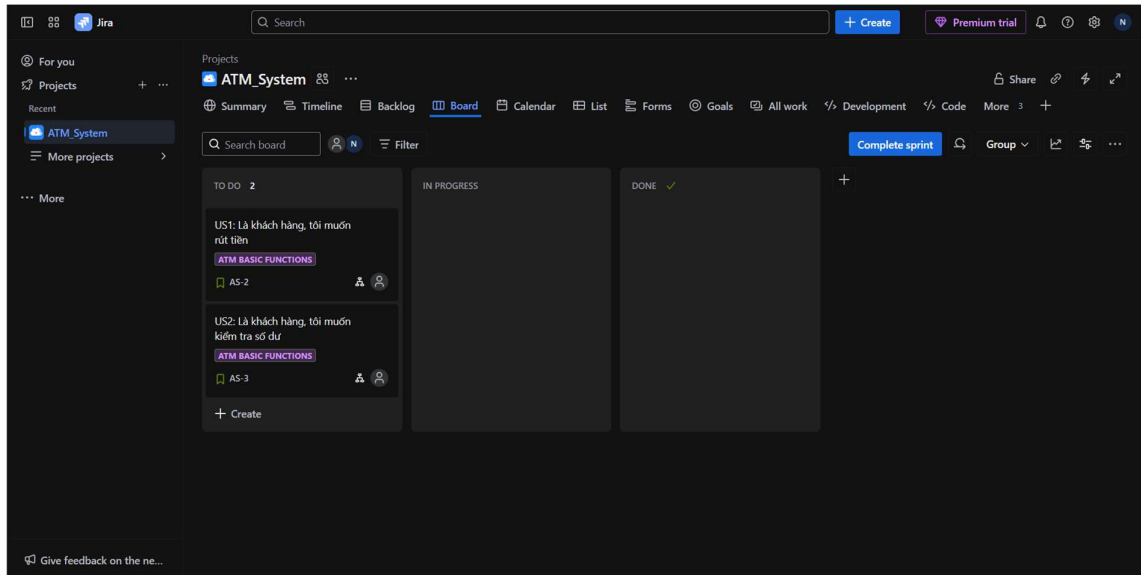 Jira
Search
Create
Premium trial
N
For you
Projects
Recent
ATM_System
More projects
More
Give feedback on the ne...
Projects
ATM_System
Share
Summary Timeline Backlog Board Calendar List Forms Goals All work Development Code More 3
Search board
N
Filter
Complete sprint
Group
TO DO 2
US1: Là khách hàng, tôi muốn
rút tiền
ATM BASIC FUNCTIONS
AS-2
US2: Là khách hàng, tôi muốn
kiểm tra số dư
ATM BASIC FUNCTIONS
AS-3
Create
IN PROGRESS
DONE